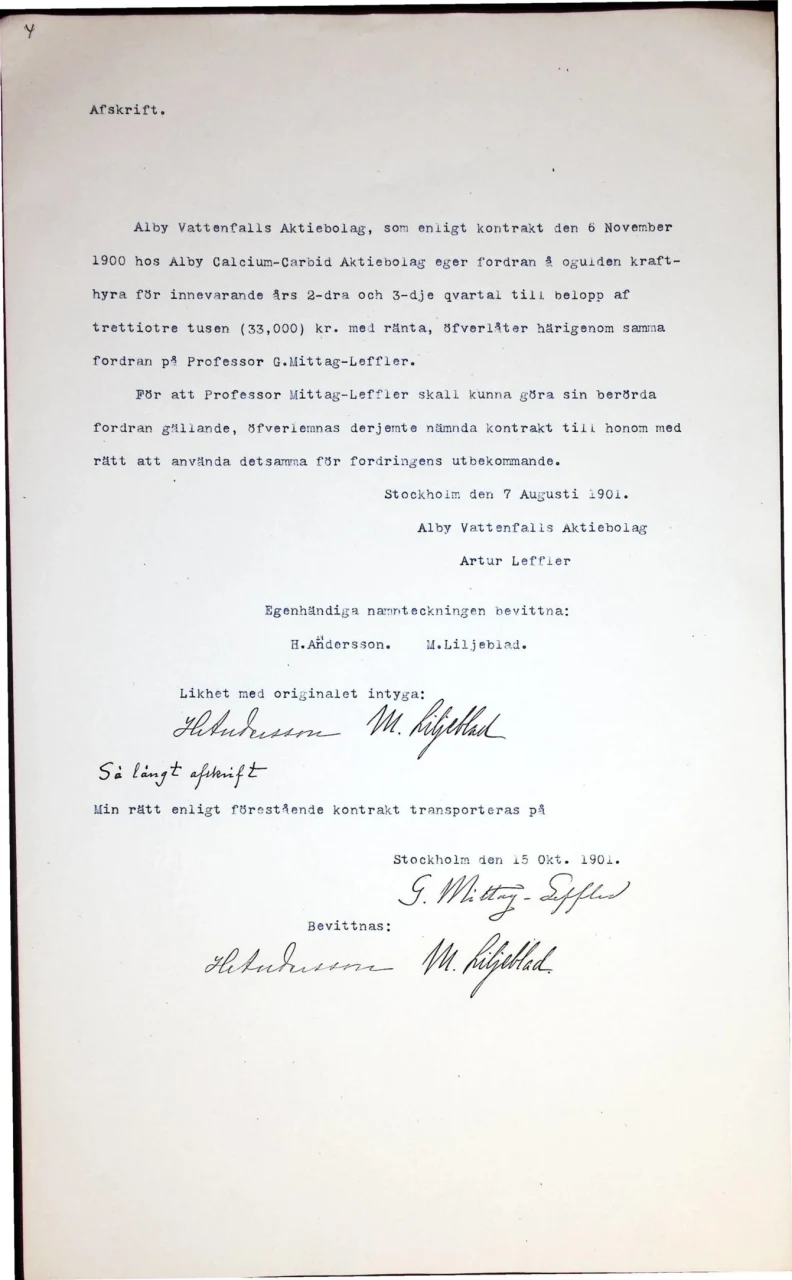 Afskrift.
Alby Vattenfalls Aktiebolag, som enligt kontrakt den 6 November
1900 hos Alby Calcium-Carbid Aktiebolag eger fordran å ogulden kraft-
hyra för innevarande års 2-dra och 3-dje qvartal till belopp af
trettiotre tusen (33,000) kr. med ränta, öfverlåter härigenom samma
fordran på Professor G.Mittag-Leffler.
För att Professor Mittag-Leffler skall kunna göra sin berörda
fordran gällande, öfverlemnas derjemte nämnda kontrakt till honom med
rätt att använda detsamma för fordringens utbekommande.
Stockholm den 7 Augusti 1901.
Alby Vattenfalls Aktiebolag
Artur Leffler
Egenhändiga namnteckningen bevittna:
H.Andersson. M.Liljeblad.
Likhet med originalet intyga:
H Andersson M. Liljeblad
Så långt afskrift
Min rätt enligt förestående kontrakt transporteras på
Stockholm den 15 Okt. 1901.
G. Mittag-Leffler
Bevittnas:
H Andersson M. Liljeblad.